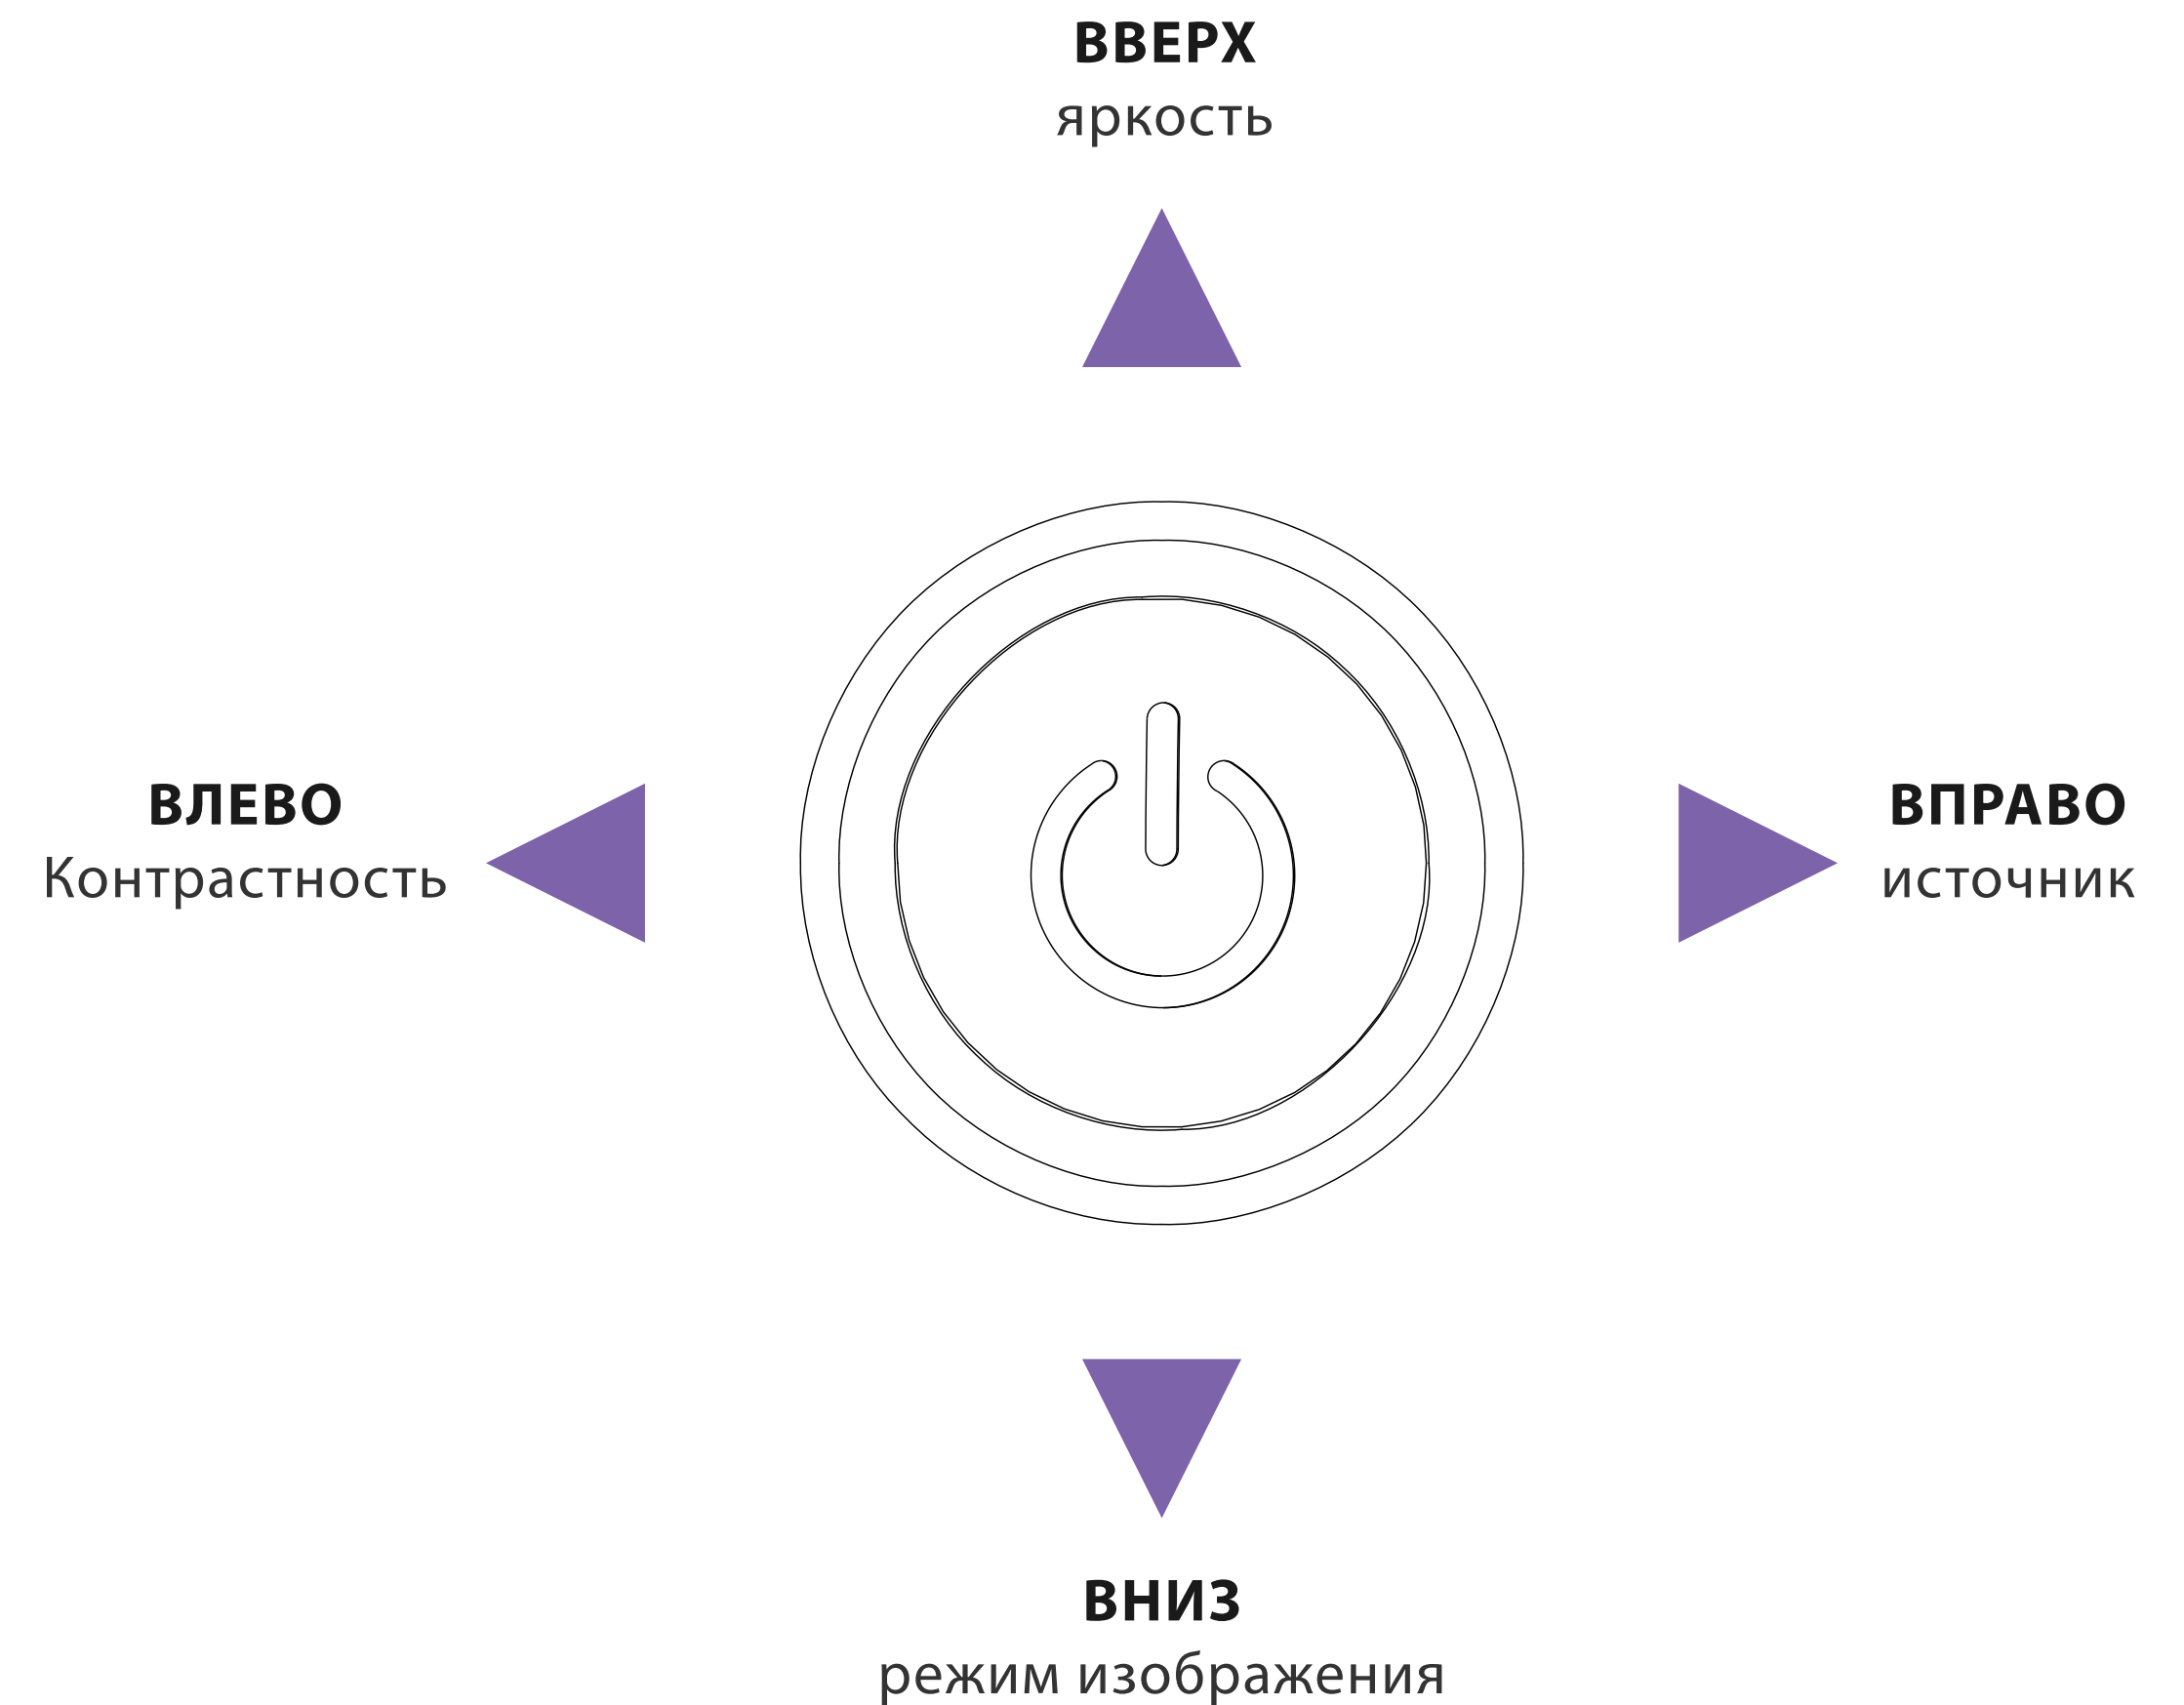 ВВЕРХ
яркость
ВЛЕВО
Контрастность
ВПРАВО
источник
ВНИЗ
режим изображения